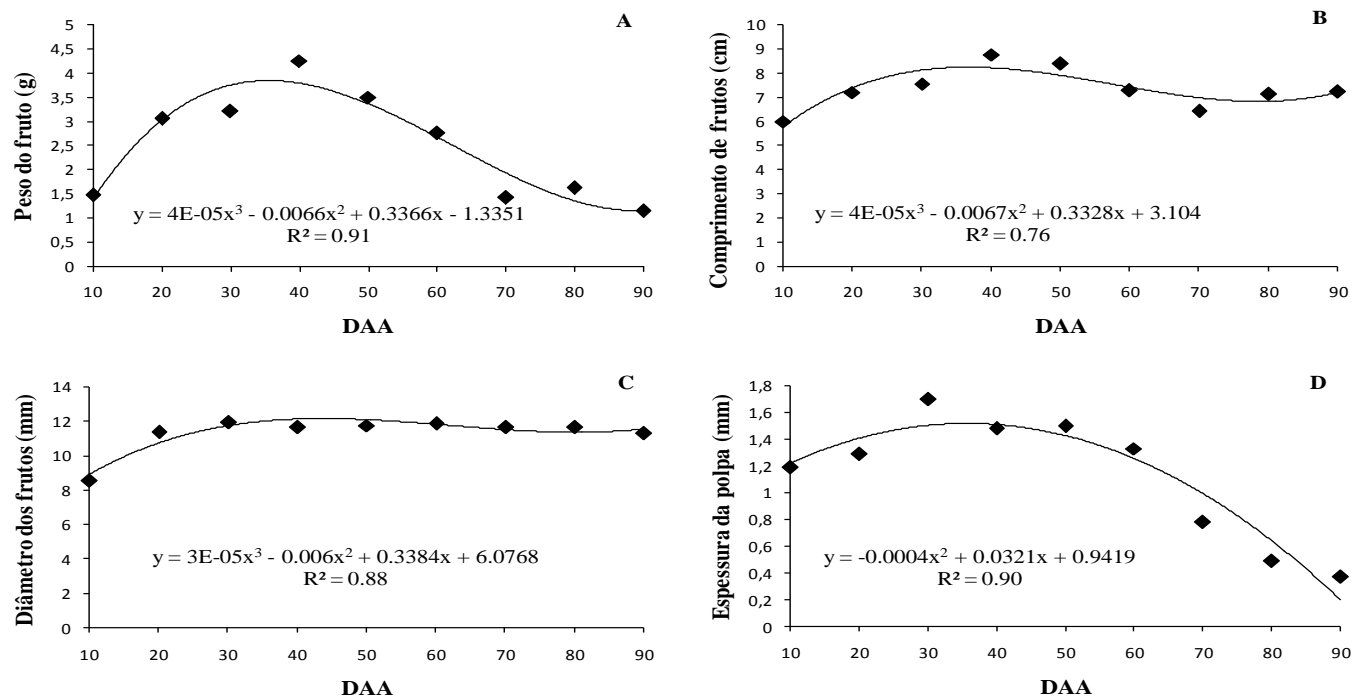 A
Peso do fruto (g)
5
4,5
4
3,5
3
2,5
2
1,5
1
0,5
0
y = 4E-05x³ - 0.0066x² + 0.3366x - 1.3351
R² = 0.91
10 20 30 40 50 60 70 80 90
DAA
B
Comprimento de frutos (cm)
10
9
8
7
6
5
4
3
2
1
0
y = 4E-05x³ - 0.0067x² + 0.3328x + 3.104
R² = 0.76
10 20 30 40 50 60 70 80 90
DAA
C
Diâmetro dos frutos (mm)
14
12
10
8
6
4
2
0
y = 3E-05x³ - 0.006x² + 0.3384x + 6.0768
R² = 0.88
10 20 30 40 50 60 70 80 90
DAA
D
Espessura da polpa (mm)
1,8
1,6
1,4
1,2
1
0,8
0,6
0,4
0,2
0
y = -0.0004x² + 0.0321x + 0.9419
R² = 0.90
10 20 30 40 50 60 70 80 90
DAA